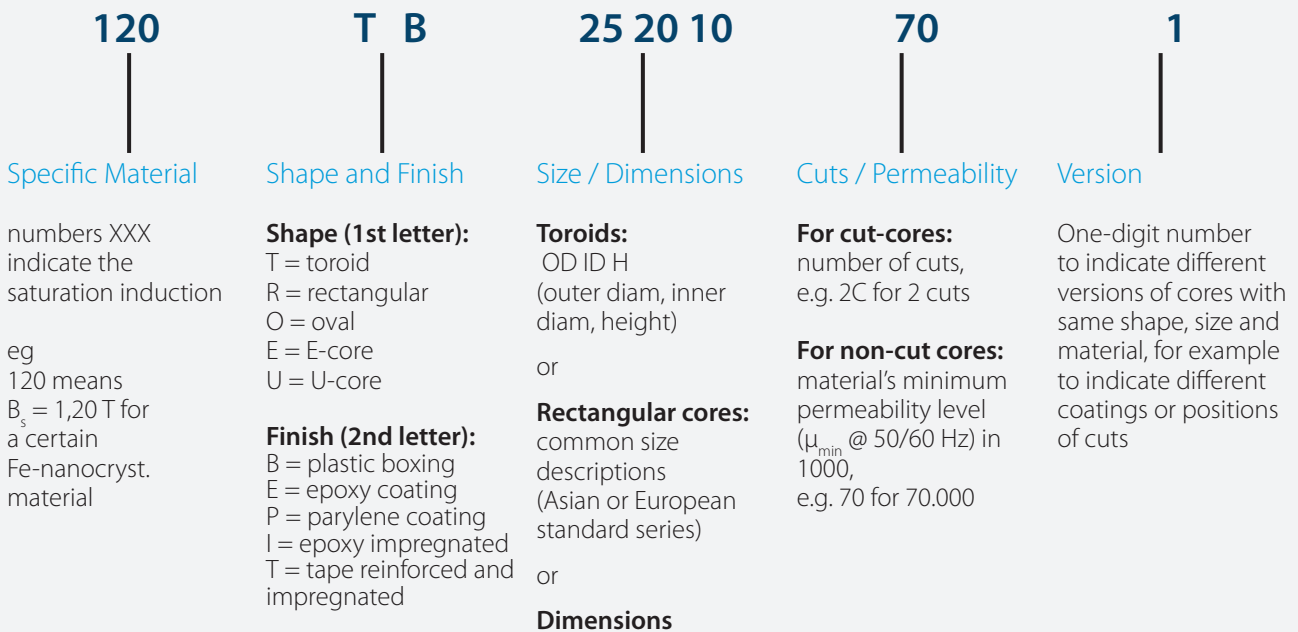 120
T B
25 20 10
70
1
Specific Material
numbers XXX
indicate the
saturation induction
eg
120 means
Bs = 1,20 T for
a certain
Fe-nanocryst.
material
Shape and Finish
Shape (1st letter):
T = toroid
R = rectangular
O = oval
E = E-core
U = U-core
Finish (2nd letter):
B = plastic boxing
E = epoxy coating
P = parylene coating
I = epoxy impregnated
T = tape reinforced and
impregnated
Size / Dimensions
Toroids:
OD ID H
(outer diam, inner
diam, height)
or
Rectangular cores:
common size
descriptions
(Asian or European
standard series)
or
Dimensions
Cuts / Permeability
For cut-cores:
number of cuts,
e.g. 2C for 2 cuts
For non-cut cores:
material's minimum
permeability level
(μmin @ 50/60 Hz) in
1000,
e.g. 70 for 70.000
Version
One-digit number
to indicate different
versions of cores with
same shape, size and
material, for example
to indicate different
coatings or positions
of cuts